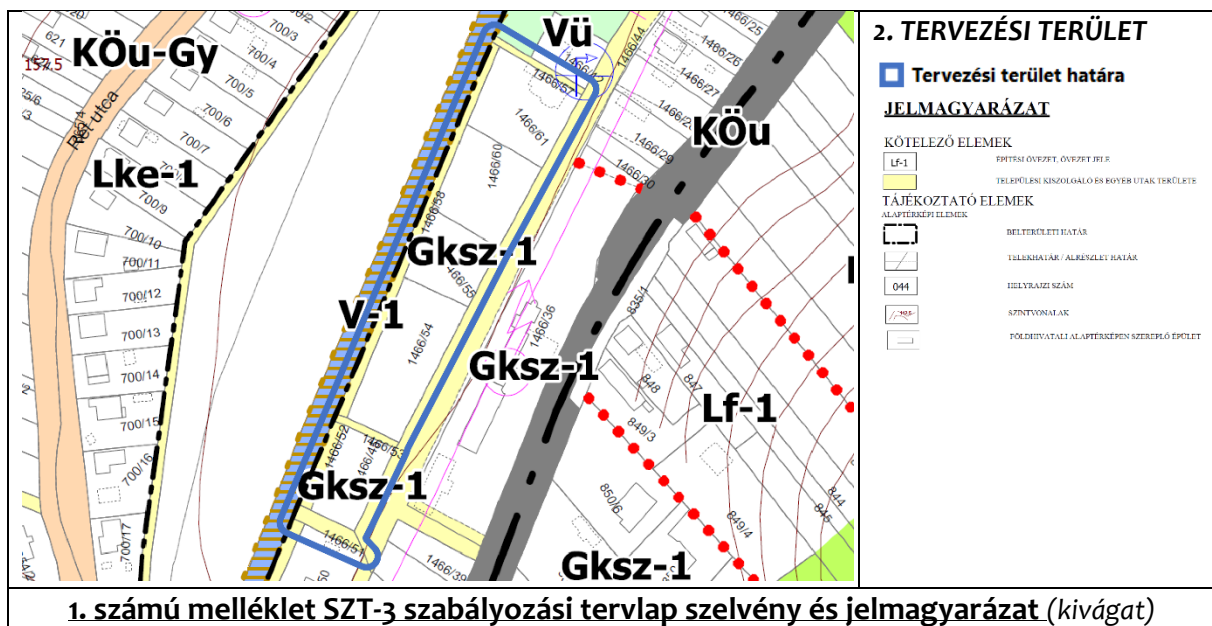 621
157.5
KÖu-Gy
700/3
700/4
700/5
700/6
700/7
Rét utca
Lke-1
700/9
700/10
700/11
700/12
700/13
700/14
700/15
700/16
700/17
Vü
1466/44
1466/25
1466/26
1466/27
1466/29
1466/30
1466/57
1466/61
1466/60
1466/58
KÖu
Gksz-1
1466/55
1466/54
1466/36
V-1
Gksz-1
835/1
848
847
Lf-1
849/3
1466/52
1466/53
Gksz-1
850/6
849/4
844
845
1466/51
1466/39
Gksz-1
2. TERVEZÉSI TERÜLET
Tervezési terület határa
JELMAGYARÁZAT
KÖTELEZŐ ELEMEK
Lf-1 ÉPÍTÉSI ÖVEZET, ÖVEZET JELE
TELEPÜLÉSI KISZOLGÁLÓ ÉS EGYÉB UTAK TERÜLETE
TÁJÉKOZTATÓ ELEMEK
ALAPTÉRKÉPI ELEMEK
BELTERÜLETI HATÁR
TELEKHATÁR / ALRÉSZLET HATÁR
044 HELYRAJZI SZÁM
SZINTVONALAK
FÖLDHIVATALI ALAPTÉRKÉPEN SZEREPLŐ ÉPÜLET
1. számú melléklet SZT-3 szabályozási tervlap szelvény és jelmagyarázat (kivágat)